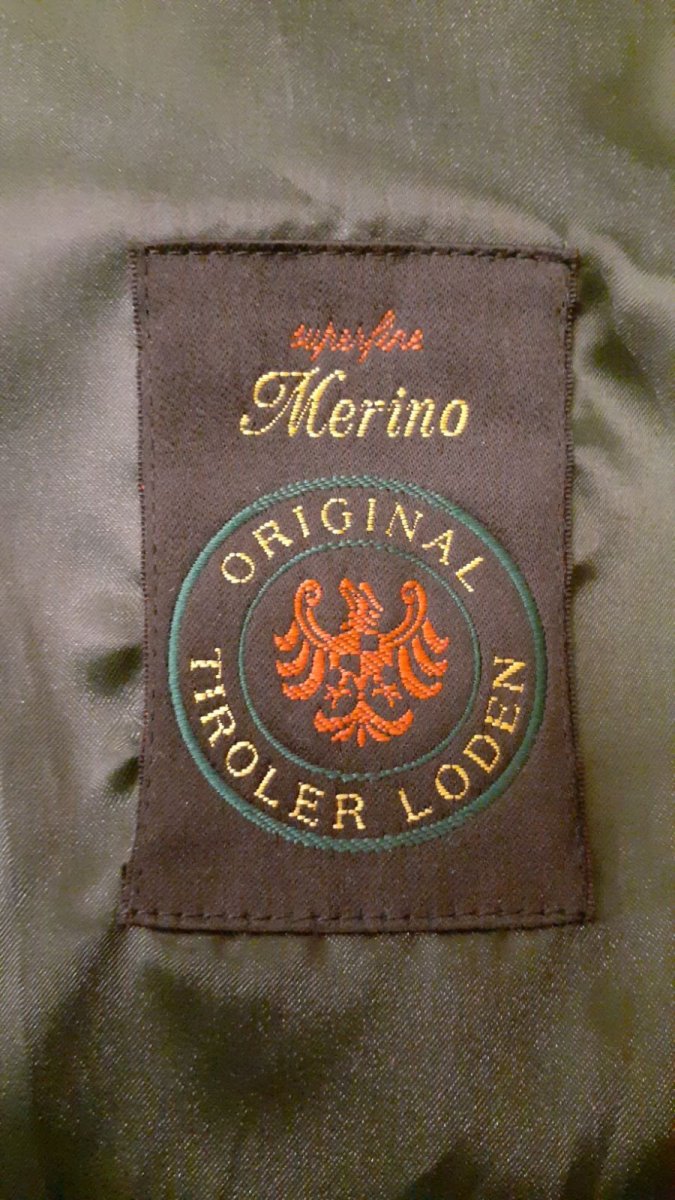 superfine
Merino
ORIGINAL
TIROLER LODEN